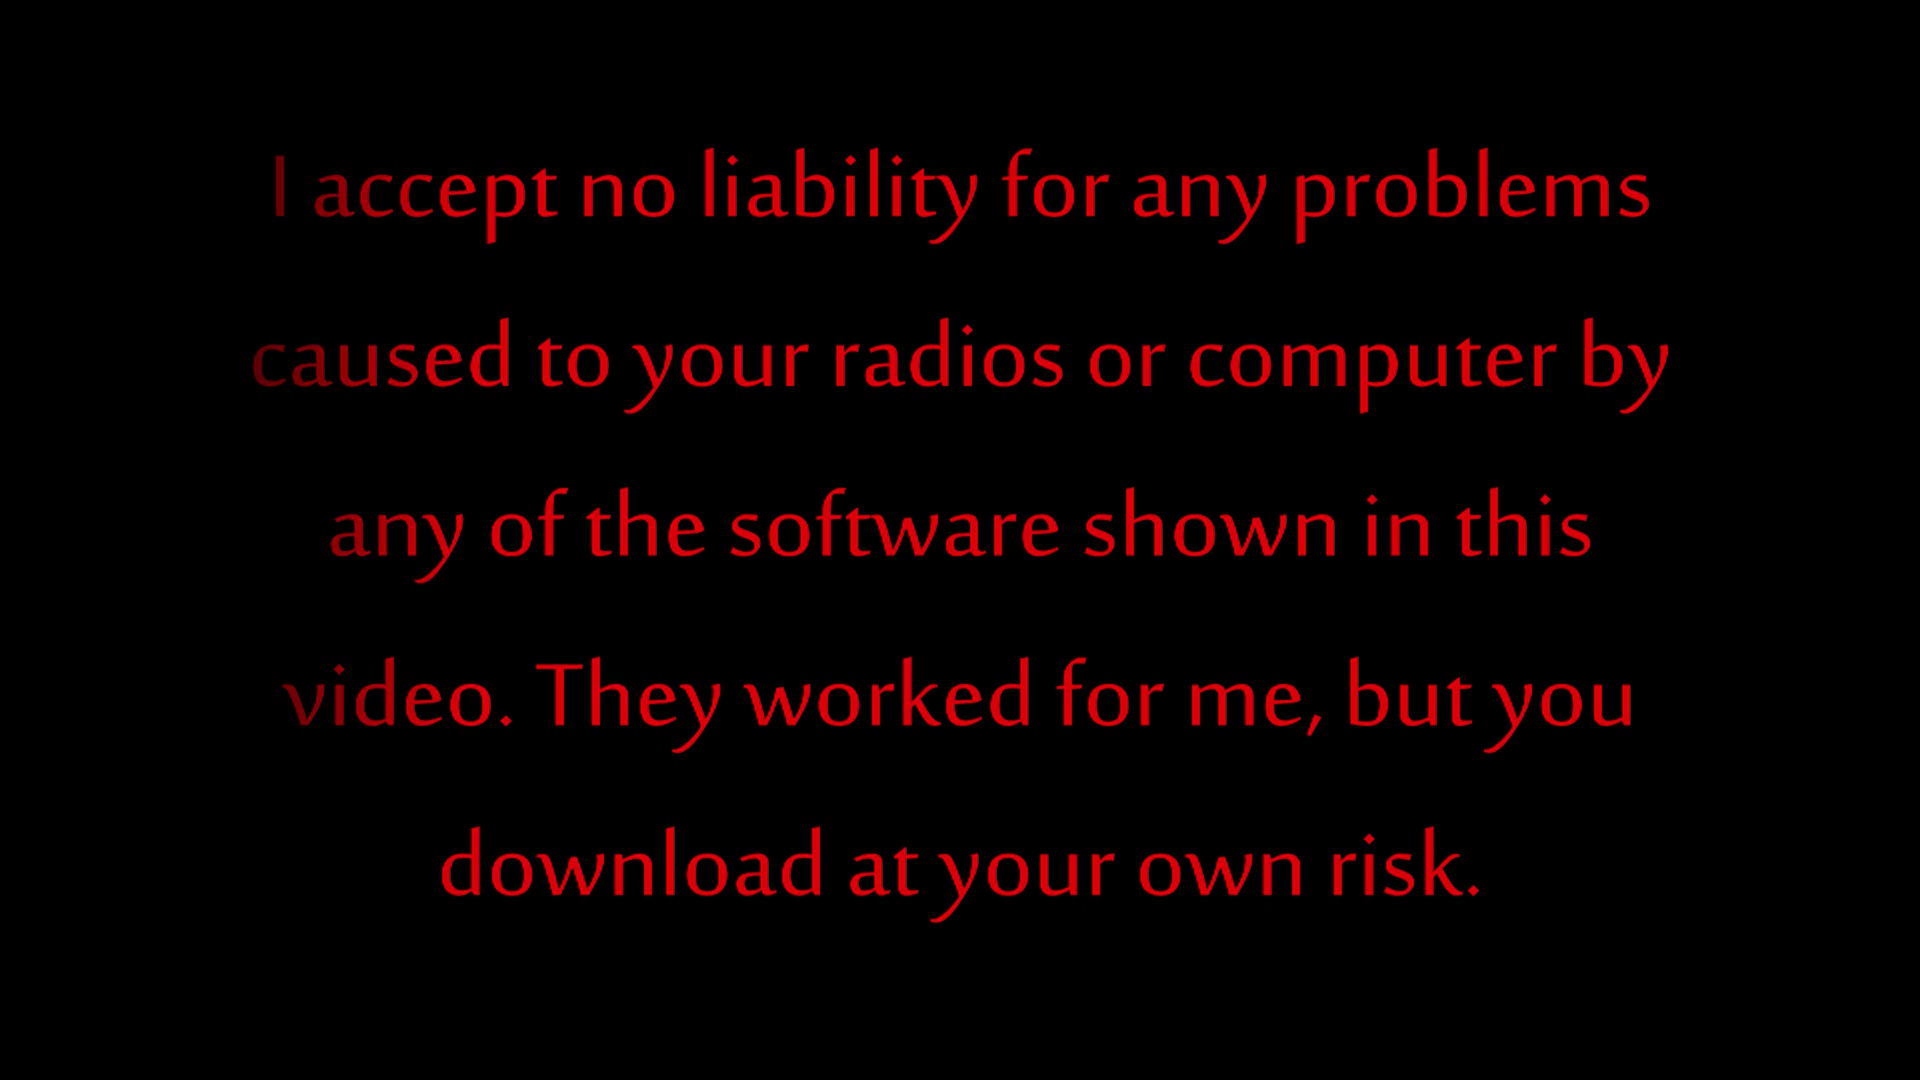 I accept no liability for any problems
caused to your radios or computer by
any of the software shown in this
video. They worked for me, but you
download at your own risk.